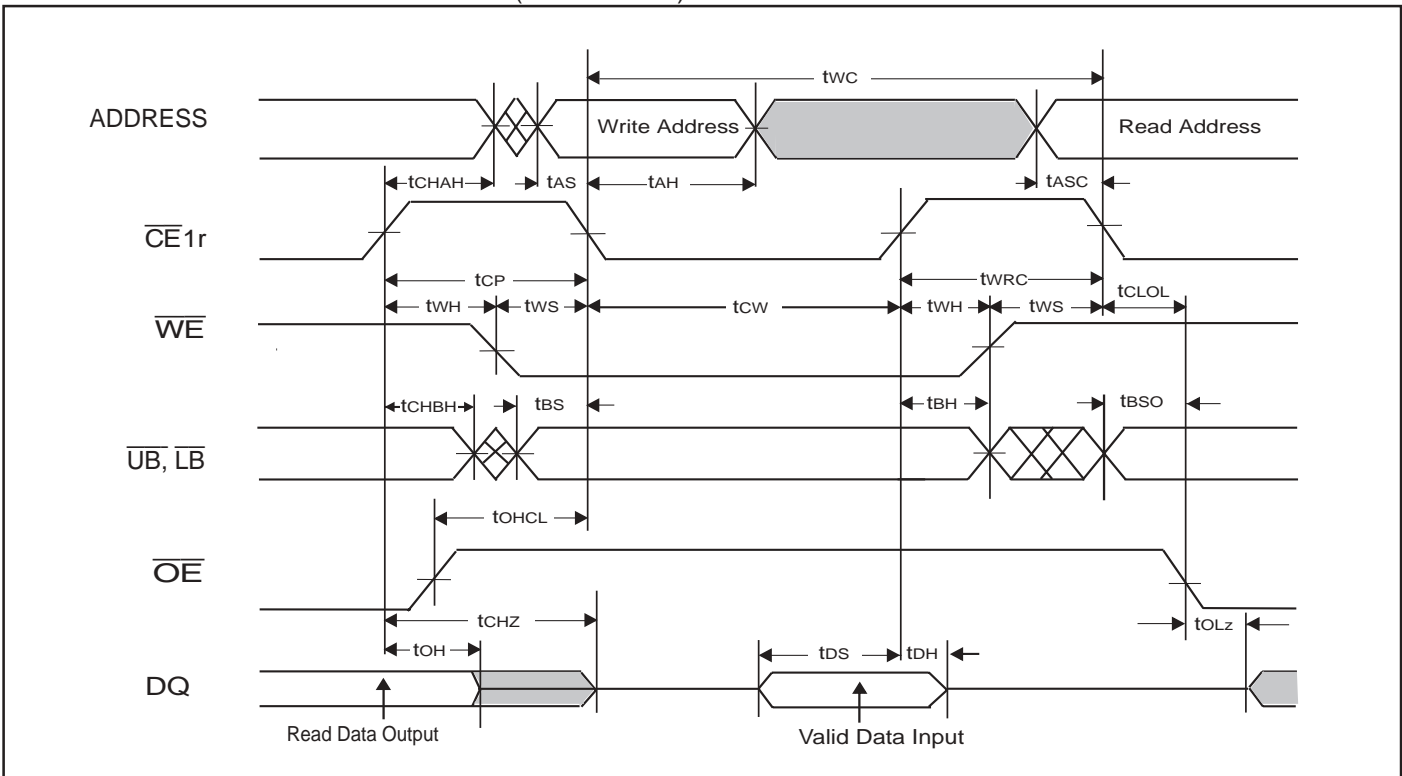 tWC
ADDRESS
Write Address
Read Address
tCHAH
tAS
tAH
tASC
CE1r
tCP
tWRC
tWH
tWS
tCW
tWH
tWS
tCLOL
WE
tCHBH
tBS
tBH
tBSO
UB, LB
tOHCL
OE
tCHZ
tOLz
tOH
tDS
tDH
DQ
Read Data Output
Valid Data Input